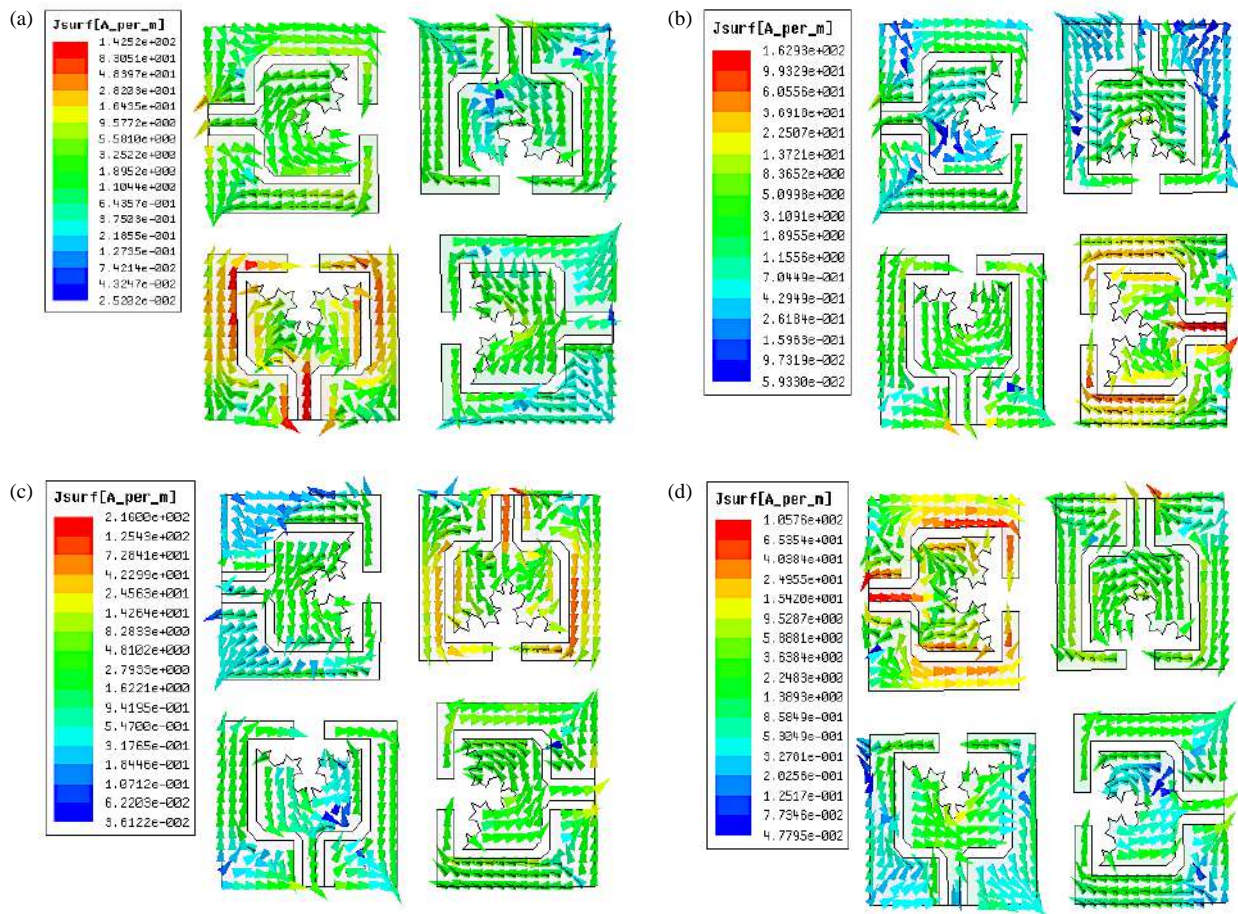 (a)
Jsurf[A_per_m]
1.4252e+002
8.3051e+001
4.8397e+001
2.8203e+001
1.6435e+001
9.5772e+000
5.5810e+000
3.2522e+000
1.8952e+000
1.1044e+000
6.4357e-001
3.7503e-001
2.1855e-001
1.2735e-001
7.4214e-002
4.3247e-002
2.5202e-002
(b)
Jsurf[A_per_m]
1.6293e+002
9.9329e+001
6.0556e+001
3.6918e+001
2.2507e+001
1.3721e+001
8.3652e+000
5.0998e+000
3.1091e+000
1.8955e+000
1.1556e+000
7.0449e-001
4.2949e-001
2.6184e-001
1.5963e-001
9.7319e-002
5.9330e-002
(c)
Jsurf[A_per_m]
2.1600e+002
1.2543e+002
7.2841e+001
4.2299e+001
2.4563e+001
1.4264e+001
8.2833e+000
4.8102e+000
2.7933e+000
1.6221e+000
9.4195e-001
5.4700e-001
3.1765e-001
1.8446e-001
1.0712e-001
6.2203e-002
3.6122e-002
(d)
Jsurf[A_per_m]
1.0576e+002
6.5354e+001
4.0384e+001
2.4955e+001
1.5420e+001
9.5287e+000
5.8881e+000
3.6384e+000
2.2483e+000
1.3893e+000
8.5849e-001
5.3049e-001
3.2781e-001
2.0256e-001
1.2517e-001
7.7346e-002
4.7795e-002